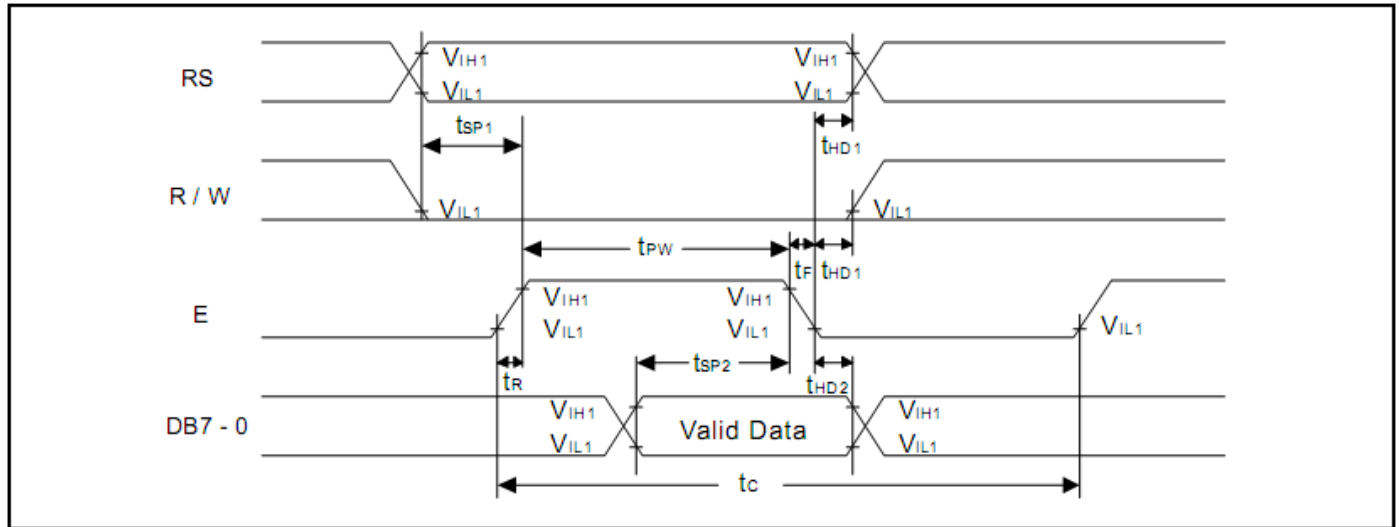 RS
VIH1 VIH1
VIL1 VIL1
tSP1 tHD1
R / W
VIL1 VIL1
tPW
tF tHD1
E
VIH1 VIH1
VIL1 VIL1 VIL1
tSP2
tR tHD2
DB7 - 0
VIH1 Valid Data VIH1
VIL1 VIL1
tC